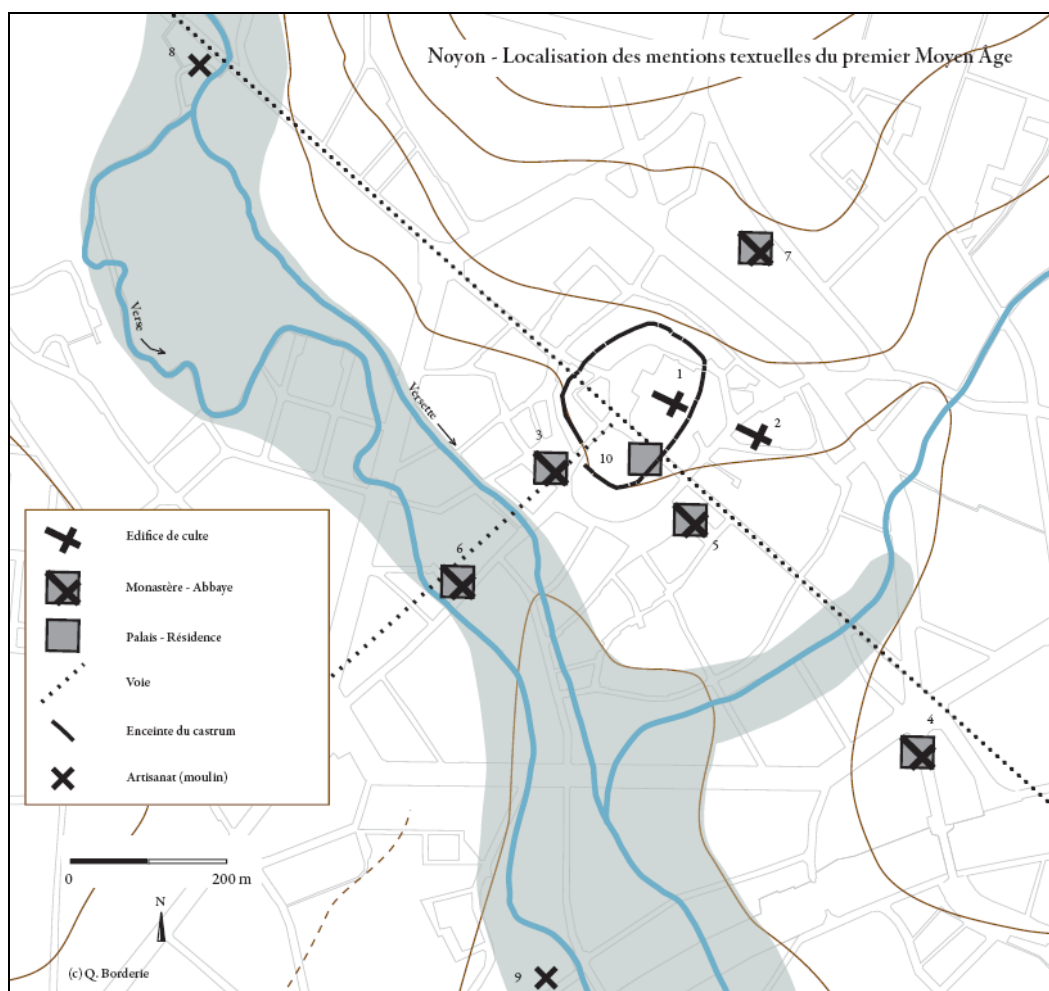 Noyon - Localisation des mentions textuelles du premier Moyen Âge
8
7
Verse
1
Versette
2
3
10
5
6
4
Edifice de culte
Monastère - Abbaye
Palais - Résidence
Voie
Enceinte du castrum
Artisanat (moulin)
0 200 m
N
(c) Q. Borderie
9